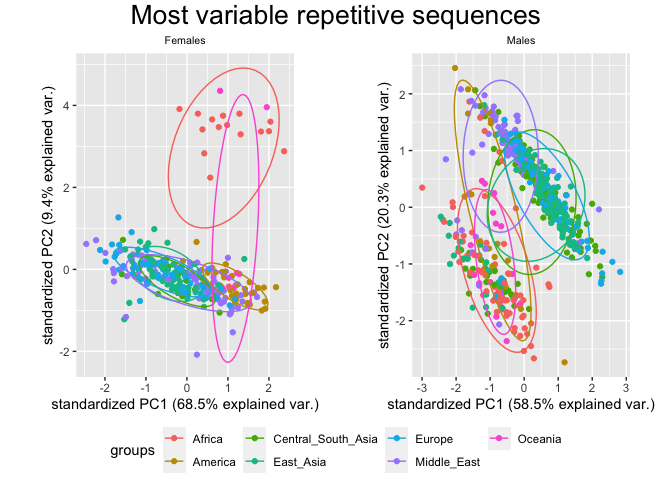 Most variable repetitive sequences
Females
Males
standardized PC2 (9.4% explained var.)
4
2
0
-2
-2
-1
0
1
2
standardized PC1 (68.5% explained var.)
standardized PC2 (20.3% explained var.)
2
1
0
-1
-2
-3
-2
-1
0
1
2
3
standardized PC1 (58.5% explained var.)
groups
Africa
America
Central_South_Asia
East_Asia
Europe
Middle_East
Oceania